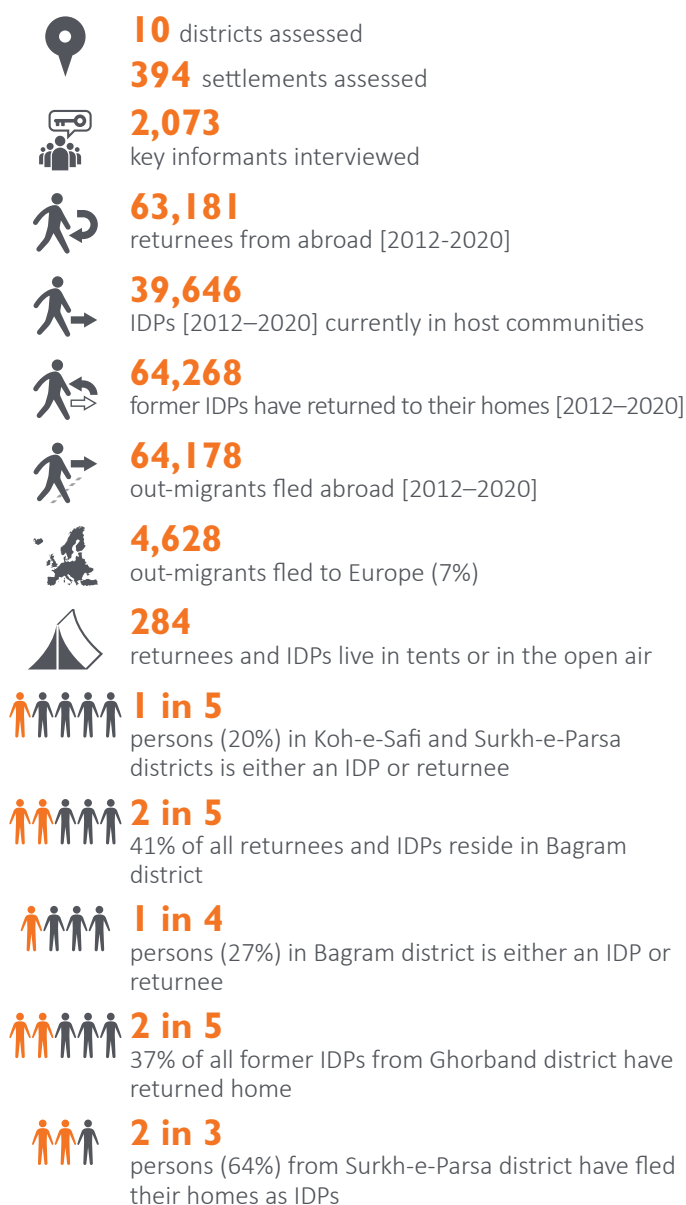 10 districts assessed
394 settlements assessed
2,073
key informants interviewed
63,181
returnees from abroad [2012-2020]
39,646
IDPs [2012–2020] currently in host communities
64,268
former IDPs have returned to their homes [2012–2020]
64,178
out-migrants fled abroad [2012–2020]
4,628
out-migrants fled to Europe (7%)
284
returnees and IDPs live in tents or in the open air
1 in 5
persons (20%) in Koh-e-Safi and Surkh-e-Parsa
districts is either an IDP or returnee
2 in 5
41% of all returnees and IDPs reside in Bagram
district
1 in 4
persons (27%) in Bagram district is either an IDP or
returnee
2 in 5
37% of all former IDPs from Ghorband district have
returned home
2 in 3
persons (64%) from Surkh-e-Parsa district have fled
their homes as IDPs